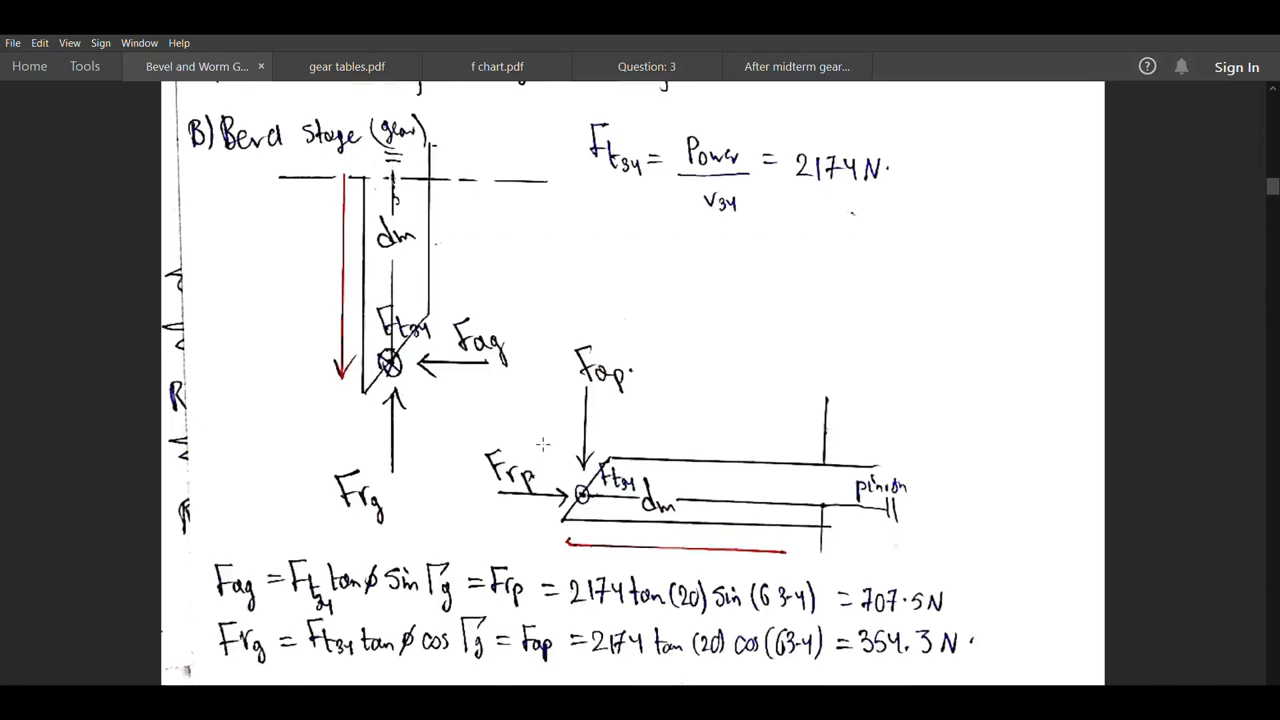 File Edit View Sign Window Help
Home Tools Bevel and Worm G... × gear tables.pdf f chart.pdf Question: 3 After midterm gear... Sign In
B) Bevel Stage (gear)
Ft34 = Power / V34 = 2174 N.
dm
Ft34
Fag
Frg
Fap.
Frp
Ft34
dm
pinion
Fag = Ft34 tan φ sin Γg = Frp = 2174 tan(20) sin(63.4) = 707.5 N
Frg = Ft34 tan φ cos Γg = Fap = 2174 tan(20) cos(63.4) = 354.3 N.